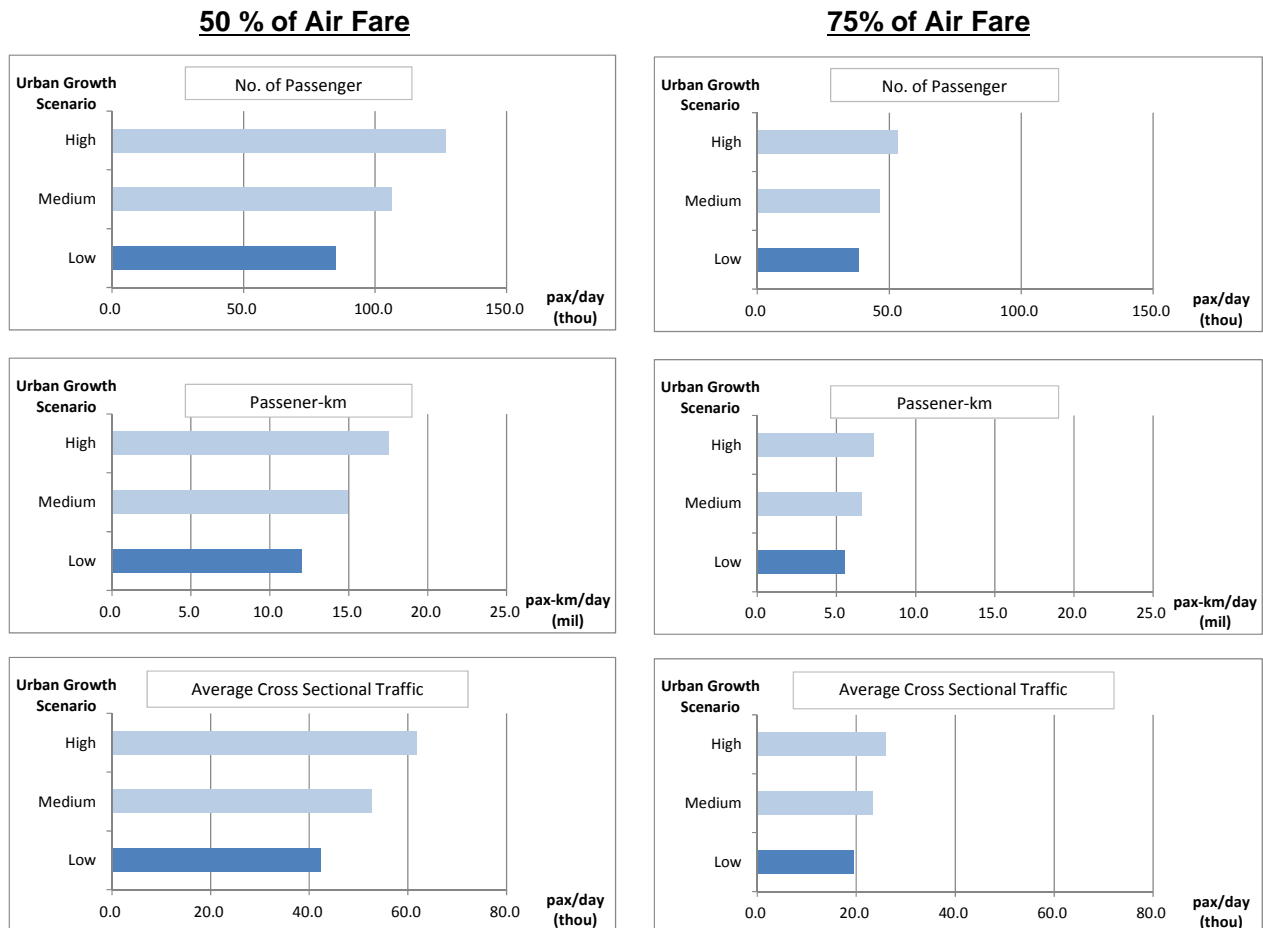 50 % of Air Fare
Urban Growth
Scenario
No. of Passenger
High
Medium
Low
0.0 50.0 100.0 150.0
pax/day
(thou)
Urban Growth
Scenario
Passener-km
High
Medium
Low
0.0 5.0 10.0 15.0 20.0 25.0
pax-km/day
(mil)
Urban Growth
Scenario
Average Cross Sectional Traffic
High
Medium
Low
0.0 20.0 40.0 60.0 80.0
pax/day
(thou)
75% of Air Fare
Urban Growth
Scenario
No. of Passenger
High
Medium
Low
0.0 50.0 100.0 150.0
pax/day
(thou)
Urban Growth
Scenario
Passener-km
High
Medium
Low
0.0 5.0 10.0 15.0 20.0 25.0
pax-km/day
(mil)
Urban Growth
Scenario
Average Cross Sectional Traffic
High
Medium
Low
0.0 20.0 40.0 60.0 80.0
pax/day
(thou)